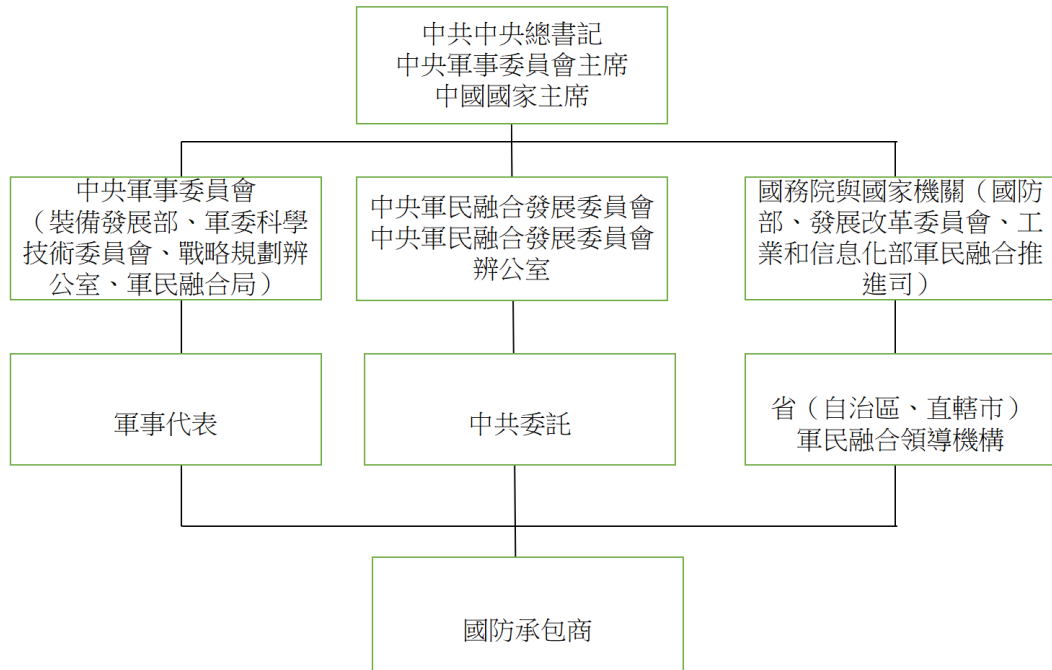 中共中央總書記
中央軍事委員會主席
中國國家主席
中央軍事委員會
（裝備發展部、軍委科學
技術委員會、戰略規劃辨
公室、軍民融合局）
中央軍民融合發展委員會
中央軍民融合發展委員會
辨公室
國務院與國家機關（國防
部、發展改革委員會、工
業和信息化部軍民融合推
進司）
軍事代表
中共委託
省（自治區、直轄市）
軍民融合領導機構
國防承包商